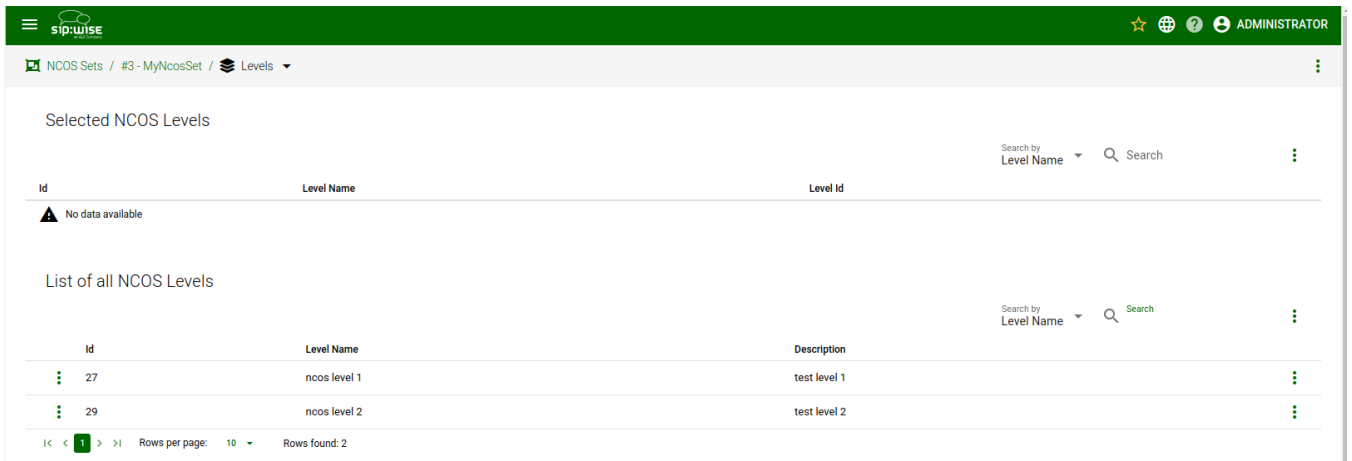 sip:wise ADMINISTRATOR
NCOS Sets / #3 - MyNcosSet / Levels
Selected NCOS Levels
Search by
Level Name Search
Id Level Name Level Id
No data available
List of all NCOS Levels
Search by Search
Level Name
Id Level Name Description
27 ncos level 1 test level 1
29 ncos level 2 test level 2
1 Rows per page: 10 Rows found: 2